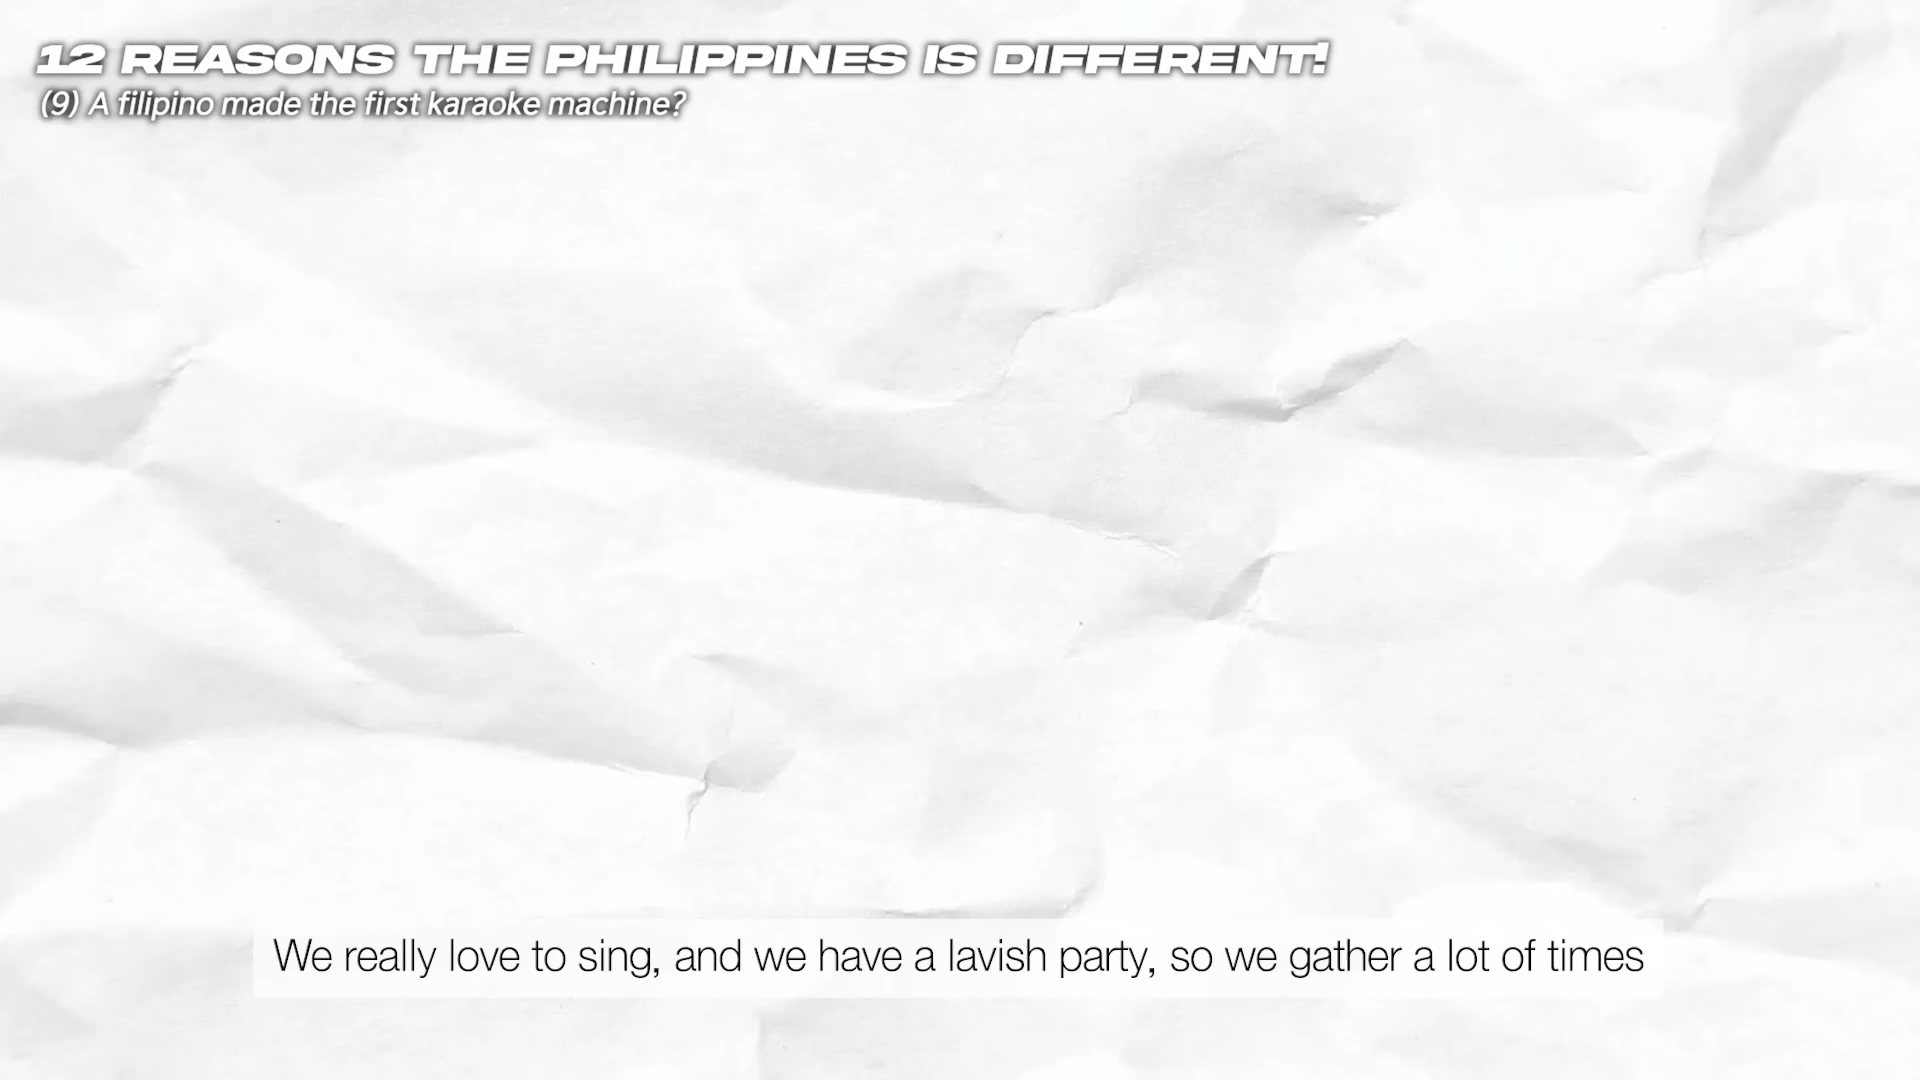 12 REASONS THE PHILIPPINES IS DIFFERENT!
(9) A filipino made the first karaoke machine?
We really love to sing, and we have a lavish party, so we gather a lot of times